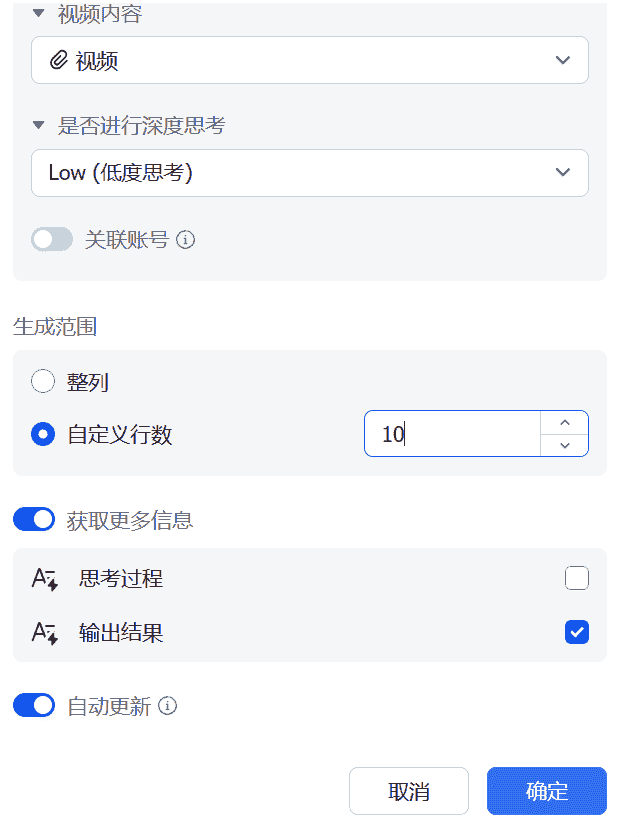 视频内容
视频
是否进行深度思考
Low (低度思考)
关联账号
生成范围
整列
自定义行数
10
获取更多信息
思考过程
输出结果
自动更新
取消
确定